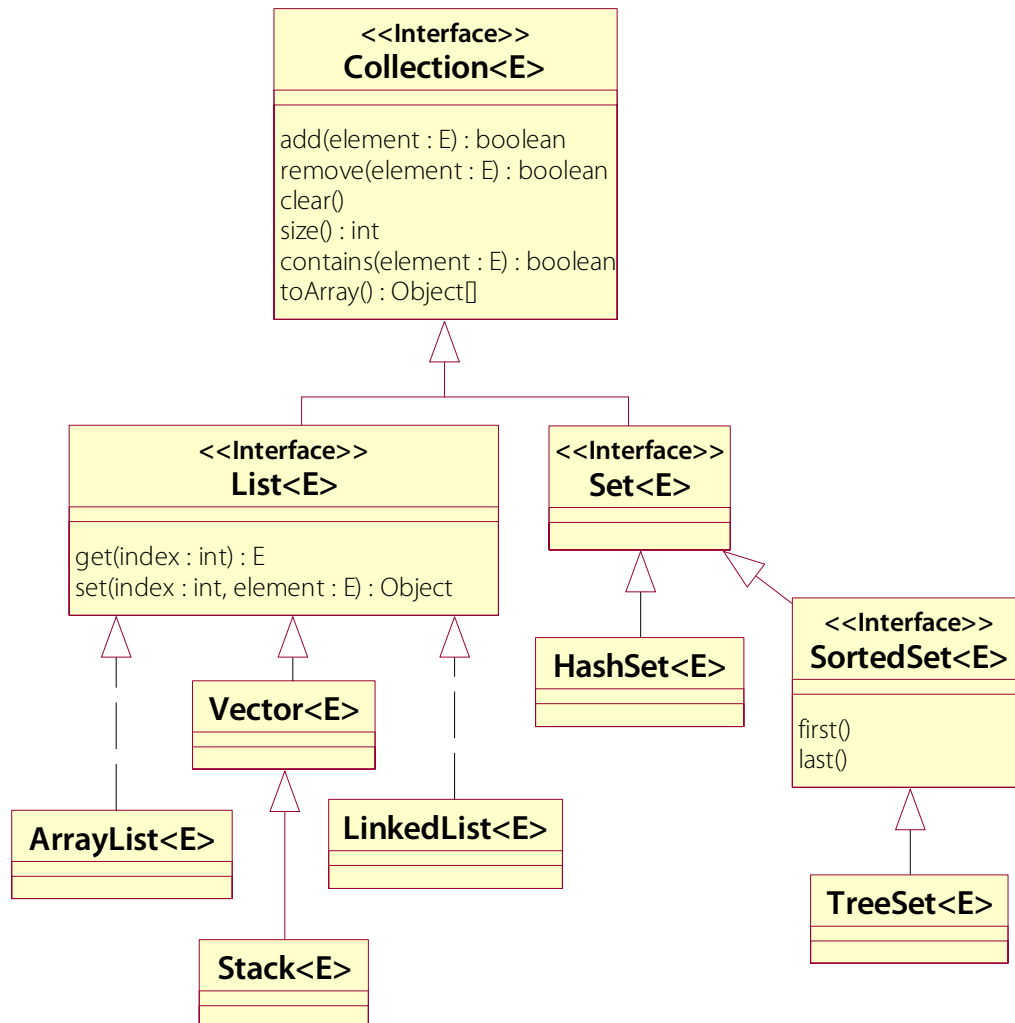 <<Interface>>
Collection<E>
add(element : E) : boolean
remove(element : E) : boolean
clear()
size() : int
contains(element : E) : boolean
toArray() : Object[]
<<Interface>>
List<E>
get(index : int) : E
set(index : int, element : E) : Object
<<Interface>>
Set<E>
<<Interface>>
SortedSet<E>
first()
last()
HashSet<E>
Vector<E>
ArrayList<E>
LinkedList<E>
TreeSet<E>
Stack<E>